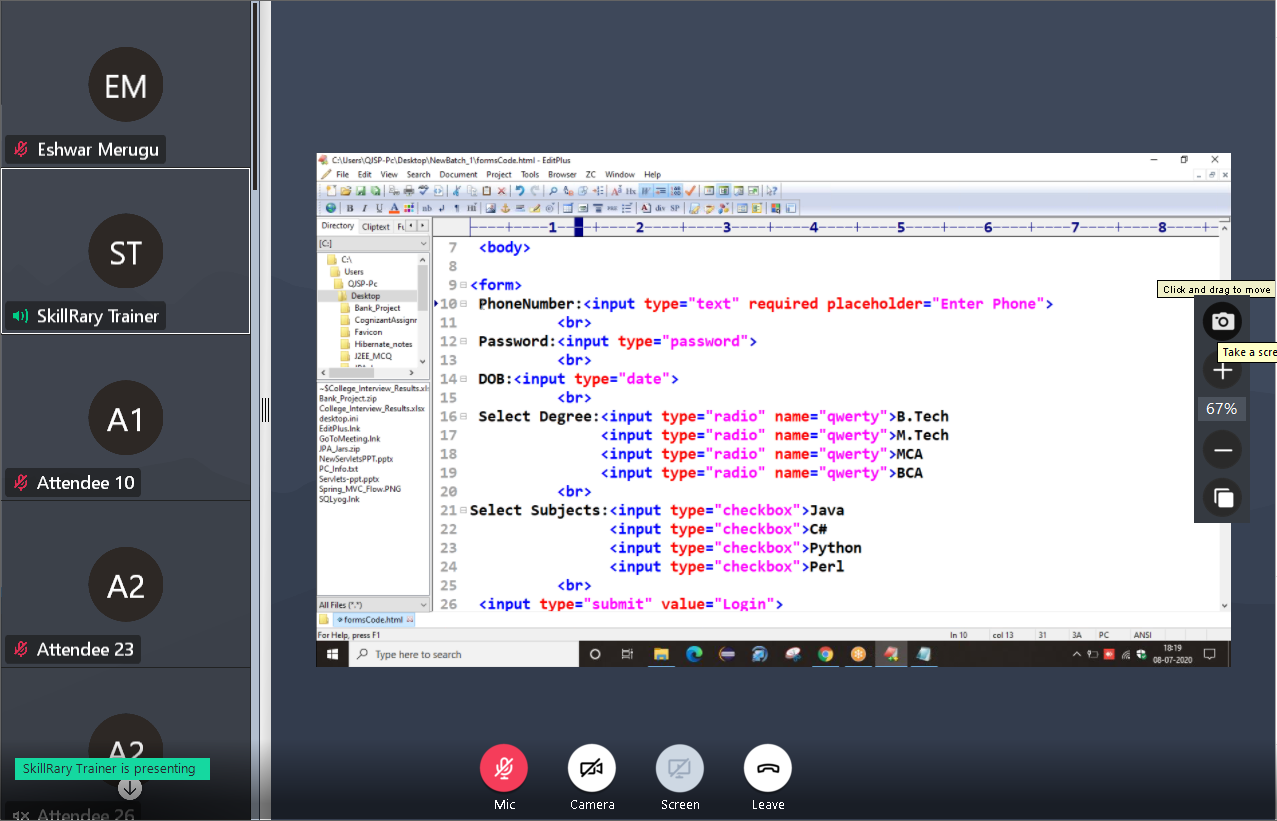 EM
Eshwar Merugu
ST
SkillRary Trainer
A1
Attendee 10
A2
Attendee 23
A2
SkillRary Trainer is presenting
Attendee 26
C:\Users\QJSP-Pc\Desktop\NewBatch_1\formsCode.html - EditPlus
File Edit View Search Document Project Tools Browser ZC Window Help
Directory Cliptext Fu
[C:]
C:\
Users
QJSP-Pc
Desktop
Bank_Project
CognizantAssignr
Favicon
Hibernate_notes
J2EE_MCQ
~$College_Interview_Results.xls
Bank_Project.zip
College_Interview_Results.xlsx
desktop.ini
EditPlus.lnk
GoToMeeting.lnk
JPA_Jars.zip
NewServletsPPT.pptx
PC_Info.txt
Servlets-ppt.pptx
Spring_MVC_Flow.PNG
SQLyog.lnk
All Files (*.*)
----+----1----+----2----+----3----+----4----+----5----+----6----+----7----+----8----+--
7 <body>
8
9 <form>
10 PhoneNumber:<input type="text" required placeholder="Enter Phone">
11 <br>
12 Password:<input type="password">
13 <br>
14 DOB:<input type="date">
15 <br>
16 Select Degree:<input type="radio" name="qwerty">B.Tech
17 <input type="radio" name="qwerty">M.Tech
18 <input type="radio" name="qwerty">MCA
19 <input type="radio" name="qwerty">BCA
20 <br>
21 Select Subjects:<input type="checkbox">Java
22 <input type="checkbox">C#
23 <input type="checkbox">Python
24 <input type="checkbox">Perl
25 <br>
26 <input type="submit" value="Login">
formsCode.html
For Help, press F1
ln 10 col 13 31 3A PC ANSI
Type here to search
18:19
08-07-2020
Click and drag to move
Take a scre
67%
Mic
Camera
Screen
Leave